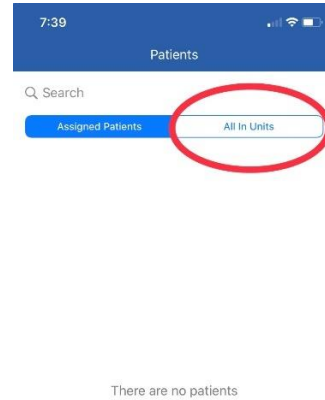 7:39
Patients
Search
Assigned Patients All In Units
There are no patients